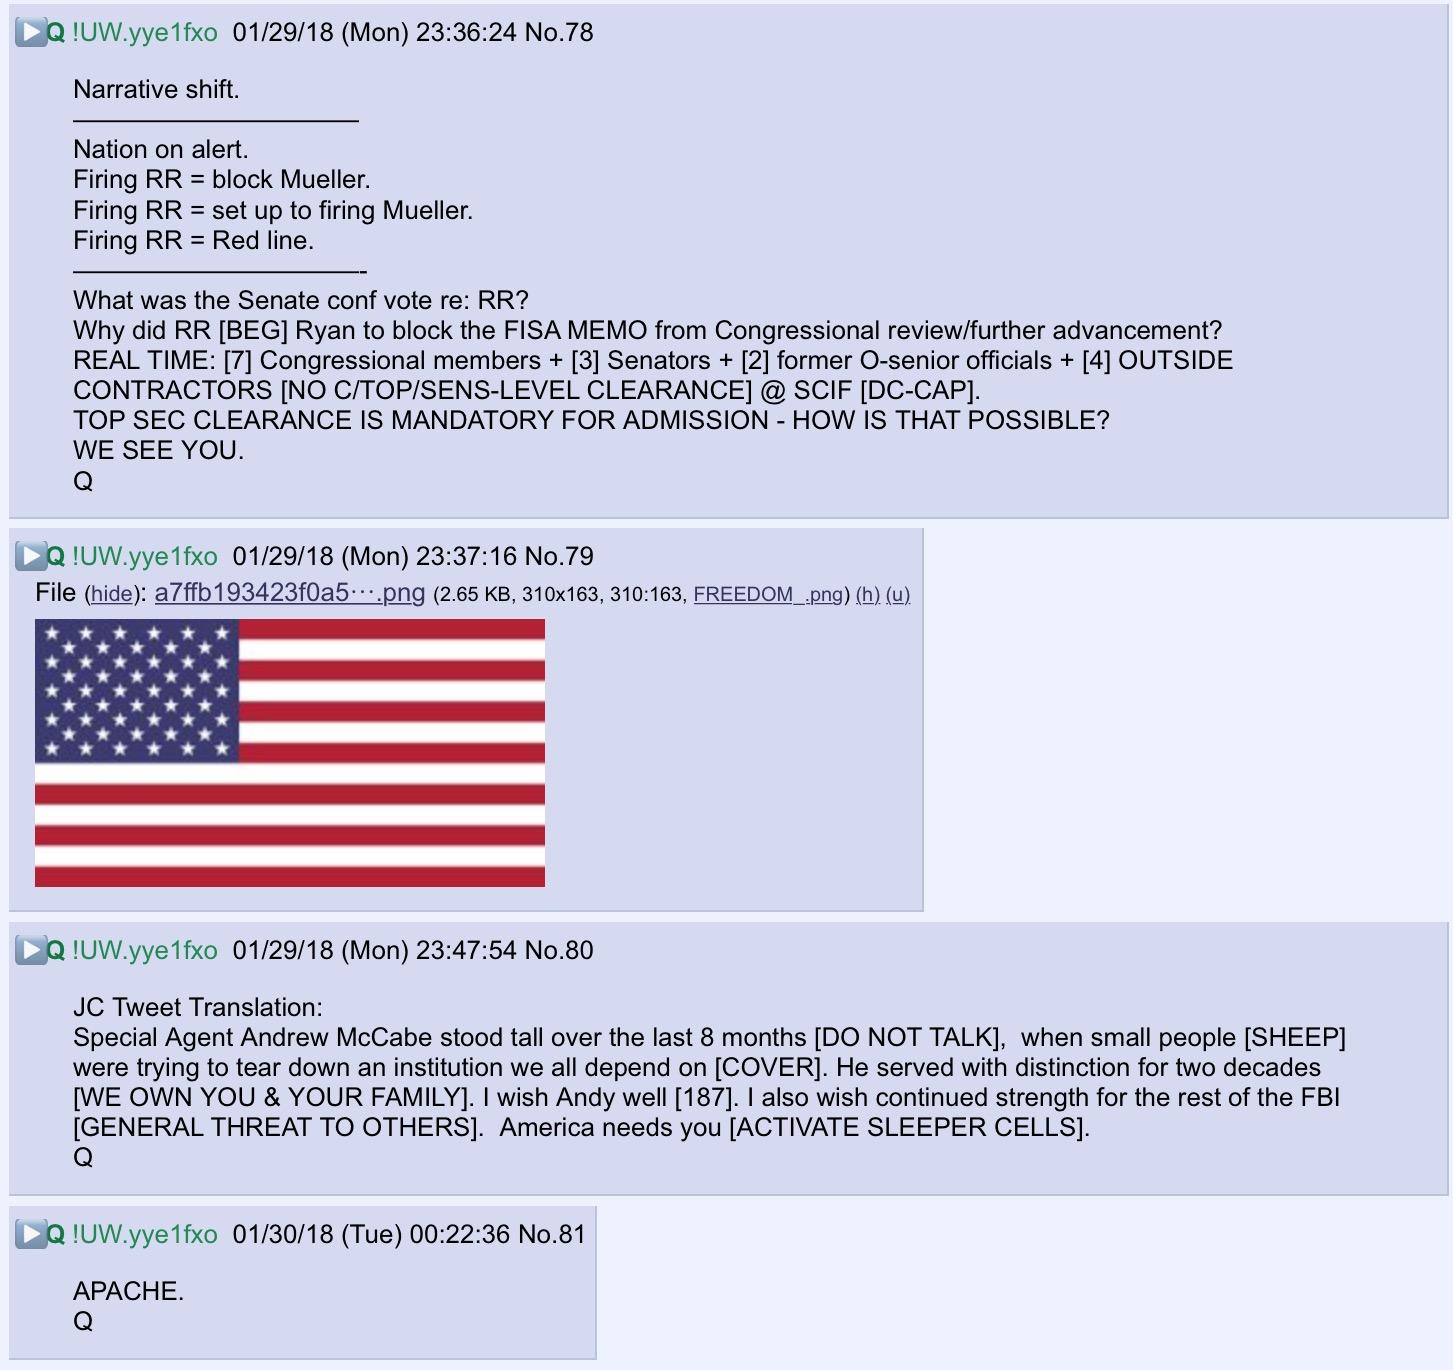 Q !UW.yye1fxo 01/29/18 (Mon) 23:36:24 No.78
Narrative shift.
——————————
Nation on alert.
Firing RR = block Mueller.
Firing RR = set up to firing Mueller.
Firing RR = Red line.
——————————-
What was the Senate conf vote re: RR?
Why did RR [BEG] Ryan to block the FISA MEMO from Congressional review/further advancement?
REAL TIME: [7] Congressional members + [3] Senators + [2] former O-senior officials + [4] OUTSIDE
CONTRACTORS [NO C/TOP/SENS-LEVEL CLEARANCE] @ SCIF [DC-CAP].
TOP SEC CLEARANCE IS MANDATORY FOR ADMISSION - HOW IS THAT POSSIBLE?
WE SEE YOU.
Q
Q !UW.yye1fxo 01/29/18 (Mon) 23:37:16 No.79
File (hide): a7ffb193423f0a5⋯.png (2.65 KB, 310x163, 310:163, FREEDOM_.png) (h) (u)
Q !UW.yye1fxo 01/29/18 (Mon) 23:47:54 No.80
JC Tweet Translation:
Special Agent Andrew McCabe stood tall over the last 8 months [DO NOT TALK],  when small people [SHEEP]
were trying to tear down an institution we all depend on [COVER]. He served with distinction for two decades
[WE OWN YOU & YOUR FAMILY]. I wish Andy well [187]. I also wish continued strength for the rest of the FBI
[GENERAL THREAT TO OTHERS].  America needs you [ACTIVATE SLEEPER CELLS].
Q
Q !UW.yye1fxo 01/30/18 (Tue) 00:22:36 No.81
APACHE.
Q